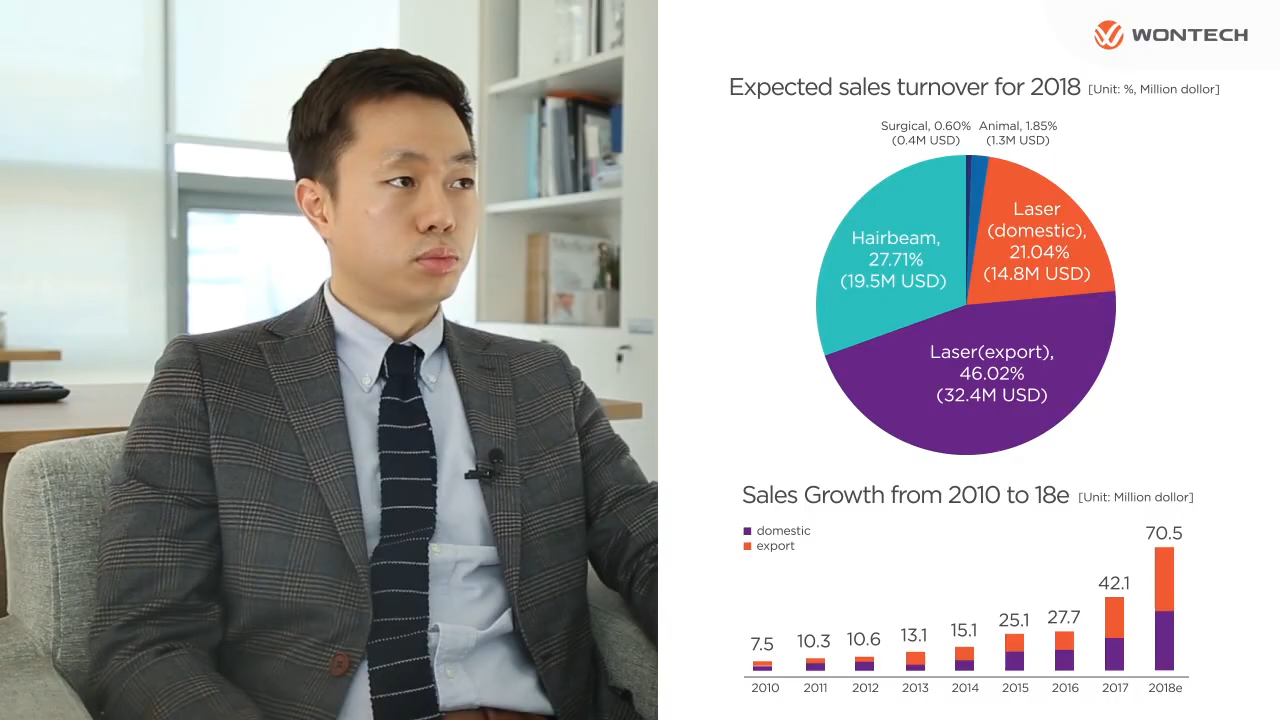 WONTECH
Expected sales turnover for 2018 [Unit: %, Million dollor]
Surgical, 0.60%
(0.4M USD)
Animal, 1.85%
(1.3M USD)
Laser
(domestic),
21.04%
(14.8M USD)
Hairbeam,
27.71%
(19.5M USD)
Laser(export),
46.02%
(32.4M USD)
Sales Growth from 2010 to 18e [Unit: Million dollor]
domestic
export
7.5
10.3
10.6
13.1
15.1
25.1
27.7
42.1
70.5
2010 2011 2012 2013 2014 2015 2016 2017 2018e